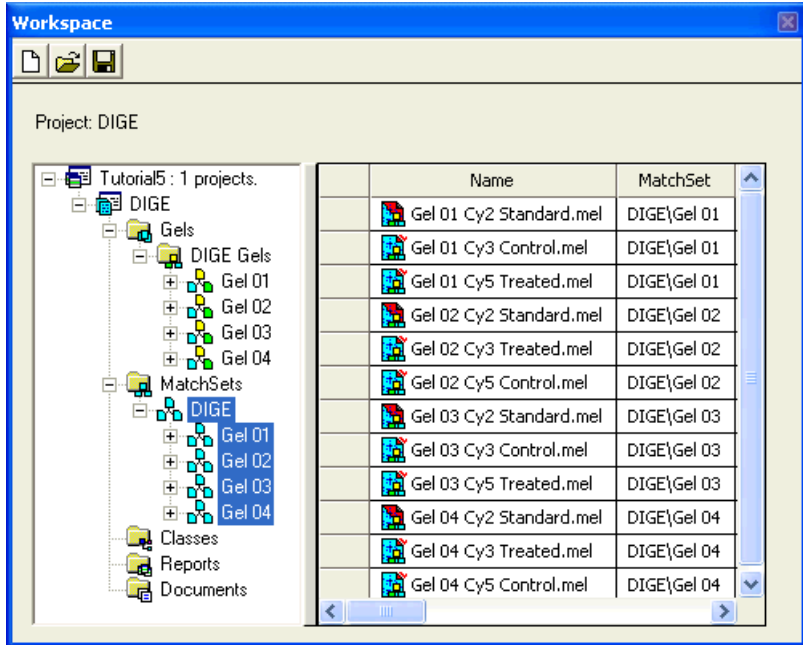 Workspace
Project: DIGE
Tutorial5 : 1 projects.
DIGE
Gels
DIGE Gels
Gel 01
Gel 02
Gel 03
Gel 04
MatchSets
DIGE
Gel 01
Gel 02
Gel 03
Gel 04
Classes
Reports
Documents
Name MatchSet
Gel 01 Cy2 Standard.mel DIGE\Gel 01
Gel 01 Cy3 Control.mel DIGE\Gel 01
Gel 01 Cy5 Treated.mel DIGE\Gel 01
Gel 02 Cy2 Standard.mel DIGE\Gel 02
Gel 02 Cy3 Treated.mel DIGE\Gel 02
Gel 02 Cy5 Control.mel DIGE\Gel 02
Gel 03 Cy2 Standard.mel DIGE\Gel 03
Gel 03 Cy3 Control.mel DIGE\Gel 03
Gel 03 Cy5 Treated.mel DIGE\Gel 03
Gel 04 Cy2 Standard.mel DIGE\Gel 04
Gel 04 Cy3 Treated.mel DIGE\Gel 04
Gel 04 Cy5 Control.mel DIGE\Gel 04